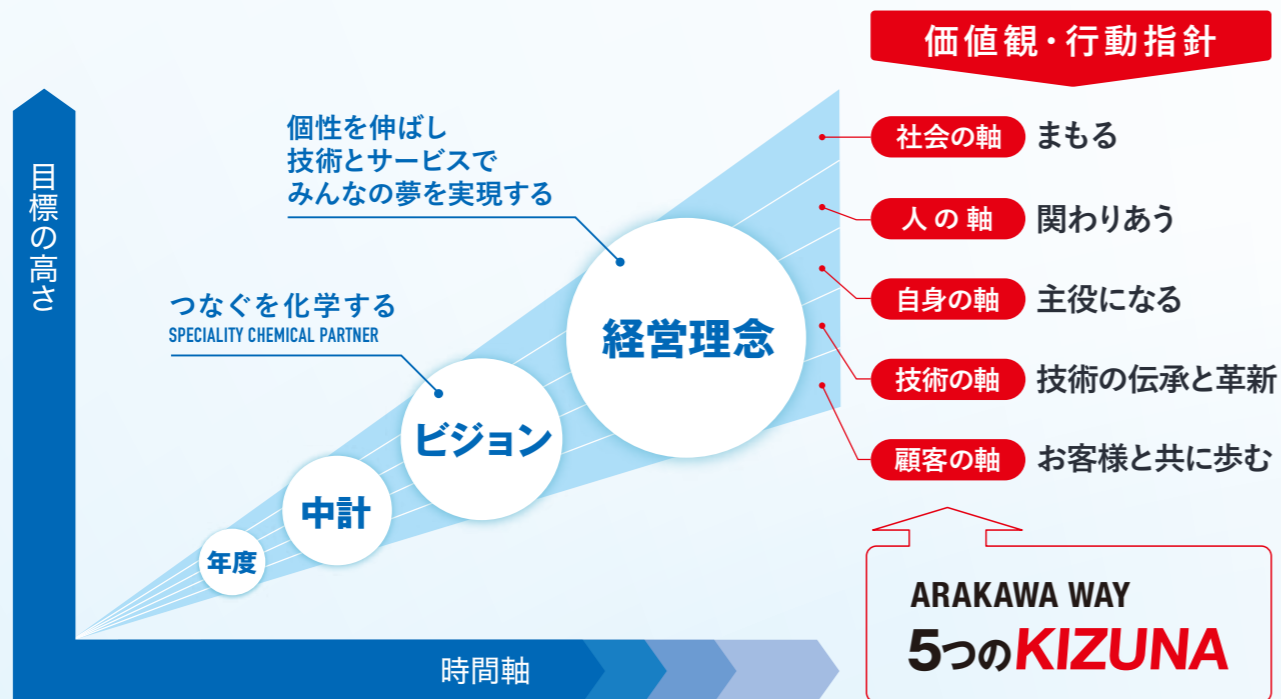 価値観・行動指針
目標の高さ
個性を伸ばし
技術とサービスで
みんなの夢を実現する
つなぐを化学する
SPECIALITY CHEMICAL PARTNER
経営理念
ビジョン
中計
年度
時間軸
社会の軸 まもる
人の軸 関わりあう
自身の軸 主役になる
技術の軸 技術の伝承と革新
顧客の軸 お客様と共に歩む
ARAKAWA WAY
5つのKIZUNA